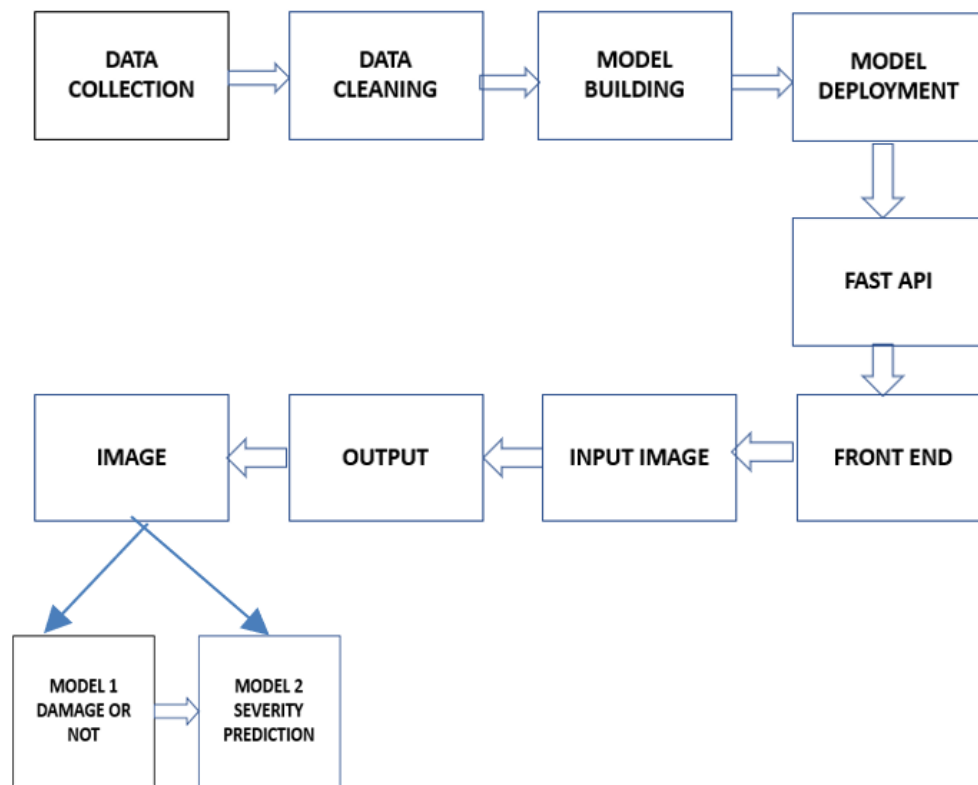 DATA
COLLECTION
DATA
CLEANING
MODEL
BUILDING
MODEL
DEPLOYMENT
FAST API
FRONT END
INPUT IMAGE
OUTPUT
IMAGE
MODEL 1
DAMAGE OR
NOT
MODEL 2
SEVERITY
PREDICTION